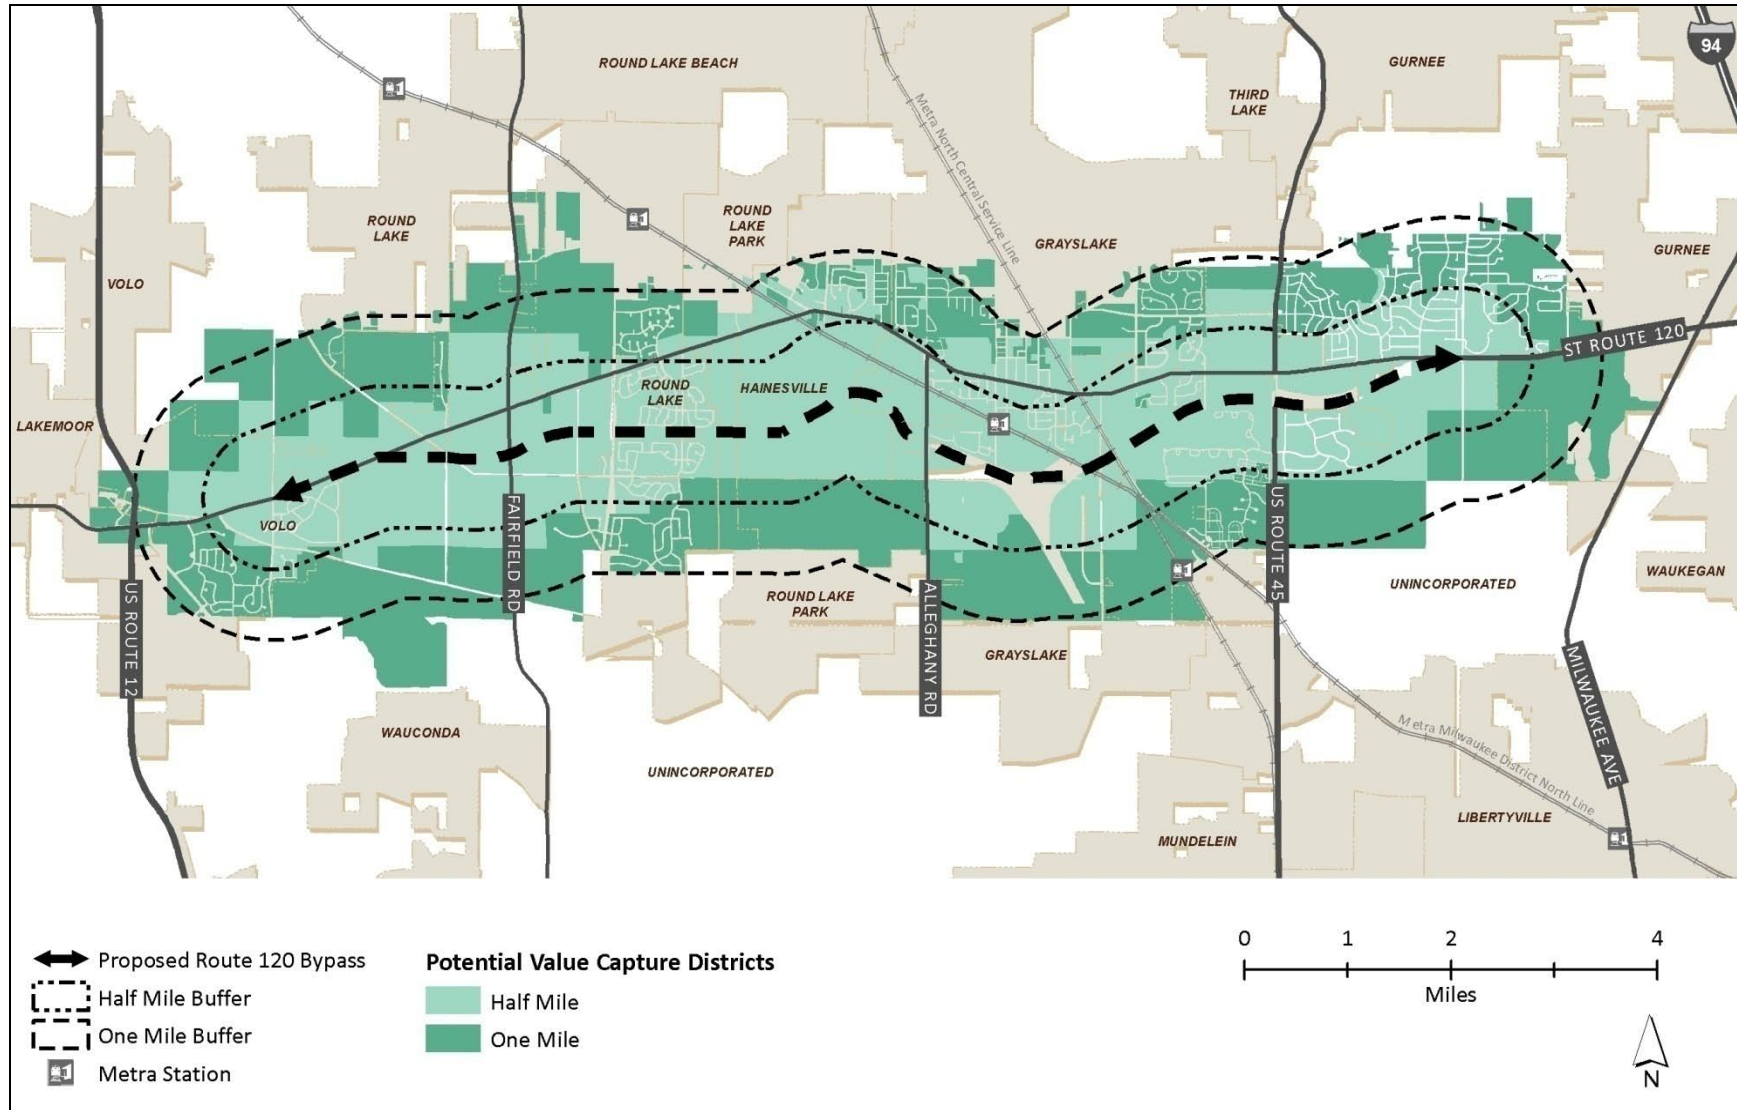 94
ROUND LAKE BEACH
GURNEE
THIRD
LAKE
Metra North Central Service Line
ROUND
LAKE
ROUND
LAKE
PARK
GRAYSLAKE
GURNEE
VOLO
ST ROUTE 120
ROUND
LAKE
HAINESVILLE
LAKEMOOR
VOLO
FAIRFIELD RD
US ROUTE 45
US ROUTE 12
ROUND LAKE
PARK
ALLEGHANY RD
UNINCORPORATED
WAUKEGAN
GRAYSLAKE
MILWAUKEE AVE
WAUCONDA
UNINCORPORATED
Metra Milwaukee District North Line
LIBERTYVILLE
MUNDELEIN
Proposed Route 120 Bypass
Half Mile Buffer
One Mile Buffer
Metra Station
Potential Value Capture Districts
Half Mile
One Mile
0 1 2 4
Miles
N